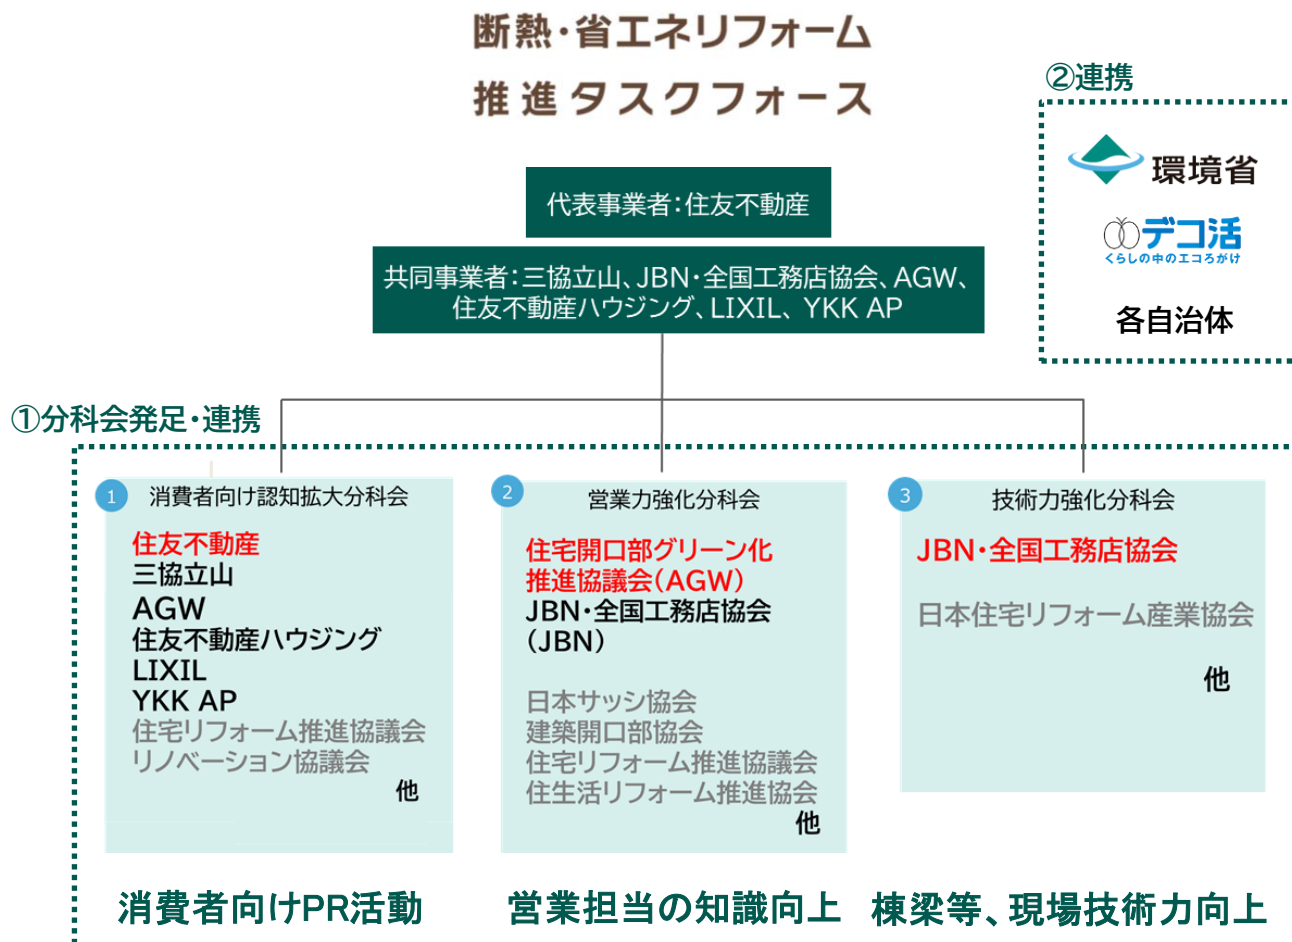 断熱・省エネリフォーム
推進タスクフォース
②連携
環境省
デコ活
くらしの中のエコろがけ
各自治体
代表事業者：住友不動産
共同事業者：三協立山、JBN・全国工務店協会、AGW、
住友不動産ハウジング、LIXIL、YKK AP
①分科会発足・連携
1 消費者向け認知拡大分科会
住友不動産
三協立山
AGW
住友不動産ハウジング
LIXIL
YKK AP
住宅リフォーム推進協議会
リノベーション協議会
他
消費者向けPR活動
2 営業力強化分科会
住宅開口部グリーン化
推進協議会（AGW）
JBN・全国工務店協会
（JBN）
日本サッシ協会
建築開口部協会
住宅リフォーム推進協議会
住生活リフォーム推進協会
他
営業担当の知識向上
3 技術力強化分科会
JBN・全国工務店協会
日本住宅リフォーム産業協会
他
棟梁等、現場技術力向上